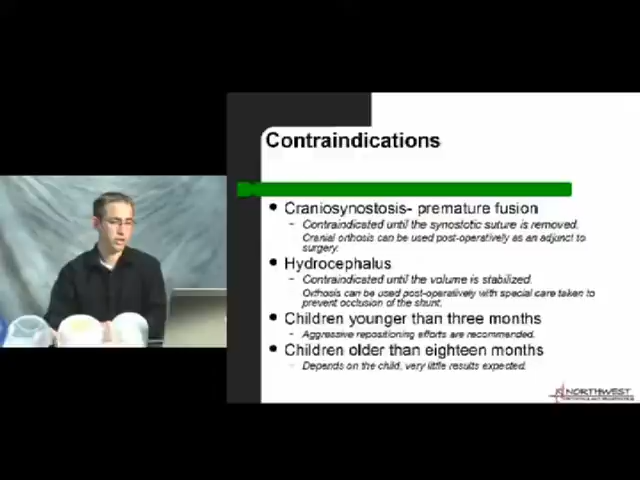 Contraindications
Craniosynostosis- premature fusion
Contraindicated until the synostotic suture is removed.
Cranial orthosis can be used post-operatively as an adjunct to
surgery.
Hydrocephalus
Contraindicated until the volume is stabilized.
Orthosis can be used post-operatively with special care taken to
prevent occlusion of the shunt.
Children younger than three months
Aggressive repositioning efforts are recommended.
Children older than eighteen months
Depends on the child, very little results expected.
NORTHWEST